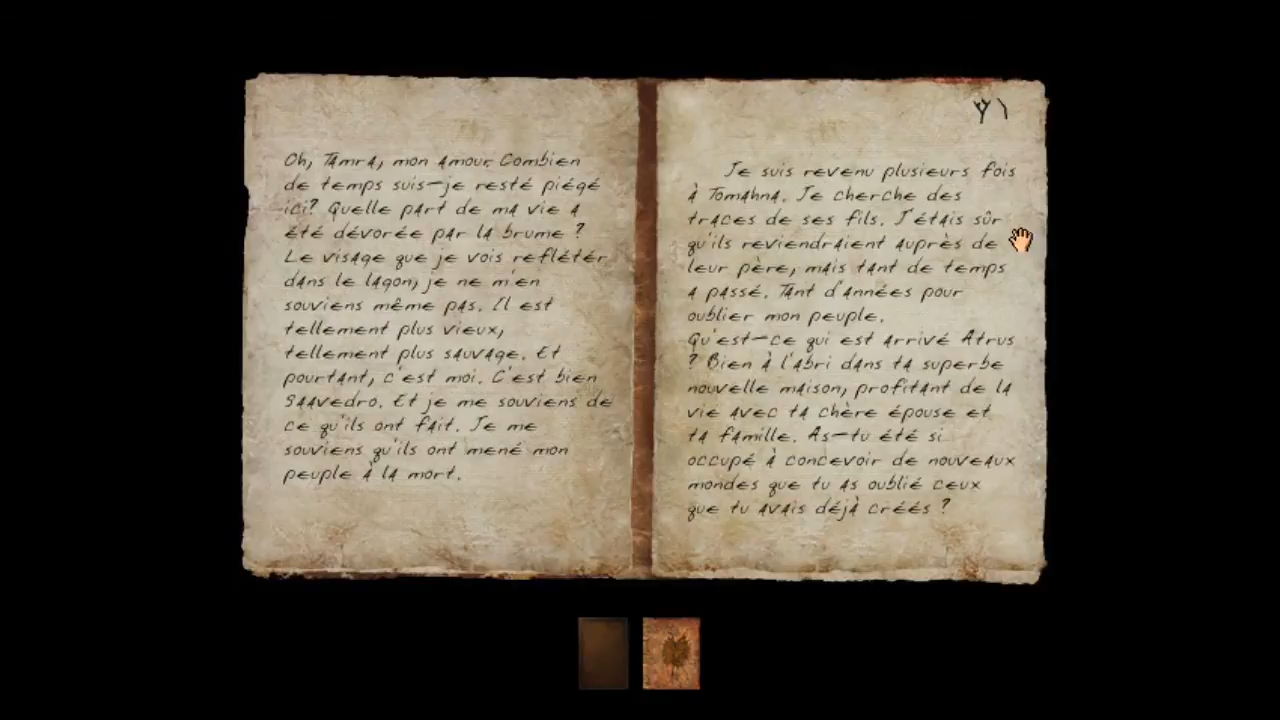 Oh, Tamra, mon amour. Combien
de temps suis-je resté piégé
ici? Quelle part de ma vie a
été dévorée par la brume ?
Le visage que je vois reflétér
dans le lagon, je ne m'en
souviens même pas. Il est
tellement plus vieux,
tellement plus sauvage. Et
pourtant, c'est moi. C'est bien
Saavedro. Et je me souviens de
ce qu'ils ont fait. Je me
souviens qu'ils ont mené mon
peuple à la mort.
Je suis revenu plusieurs fois
à Tomahna. Je cherche des
traces de ses fils. J'étais sûr
qu'ils reviendraient auprès de
leur père, mais tant de temps
a passé. Tant d'années pour
oublier mon peuple.
Qu'est-ce qui est arrivé Atrus
? Bien à l'abri dans ta superbe
nouvelle maison, profitant de la
vie avec ta chère épouse et
ta famille. As-tu été si
occupé à concevoir de nouveaux
mondes que tu as oublié ceux
que tu avais déjà créés ?